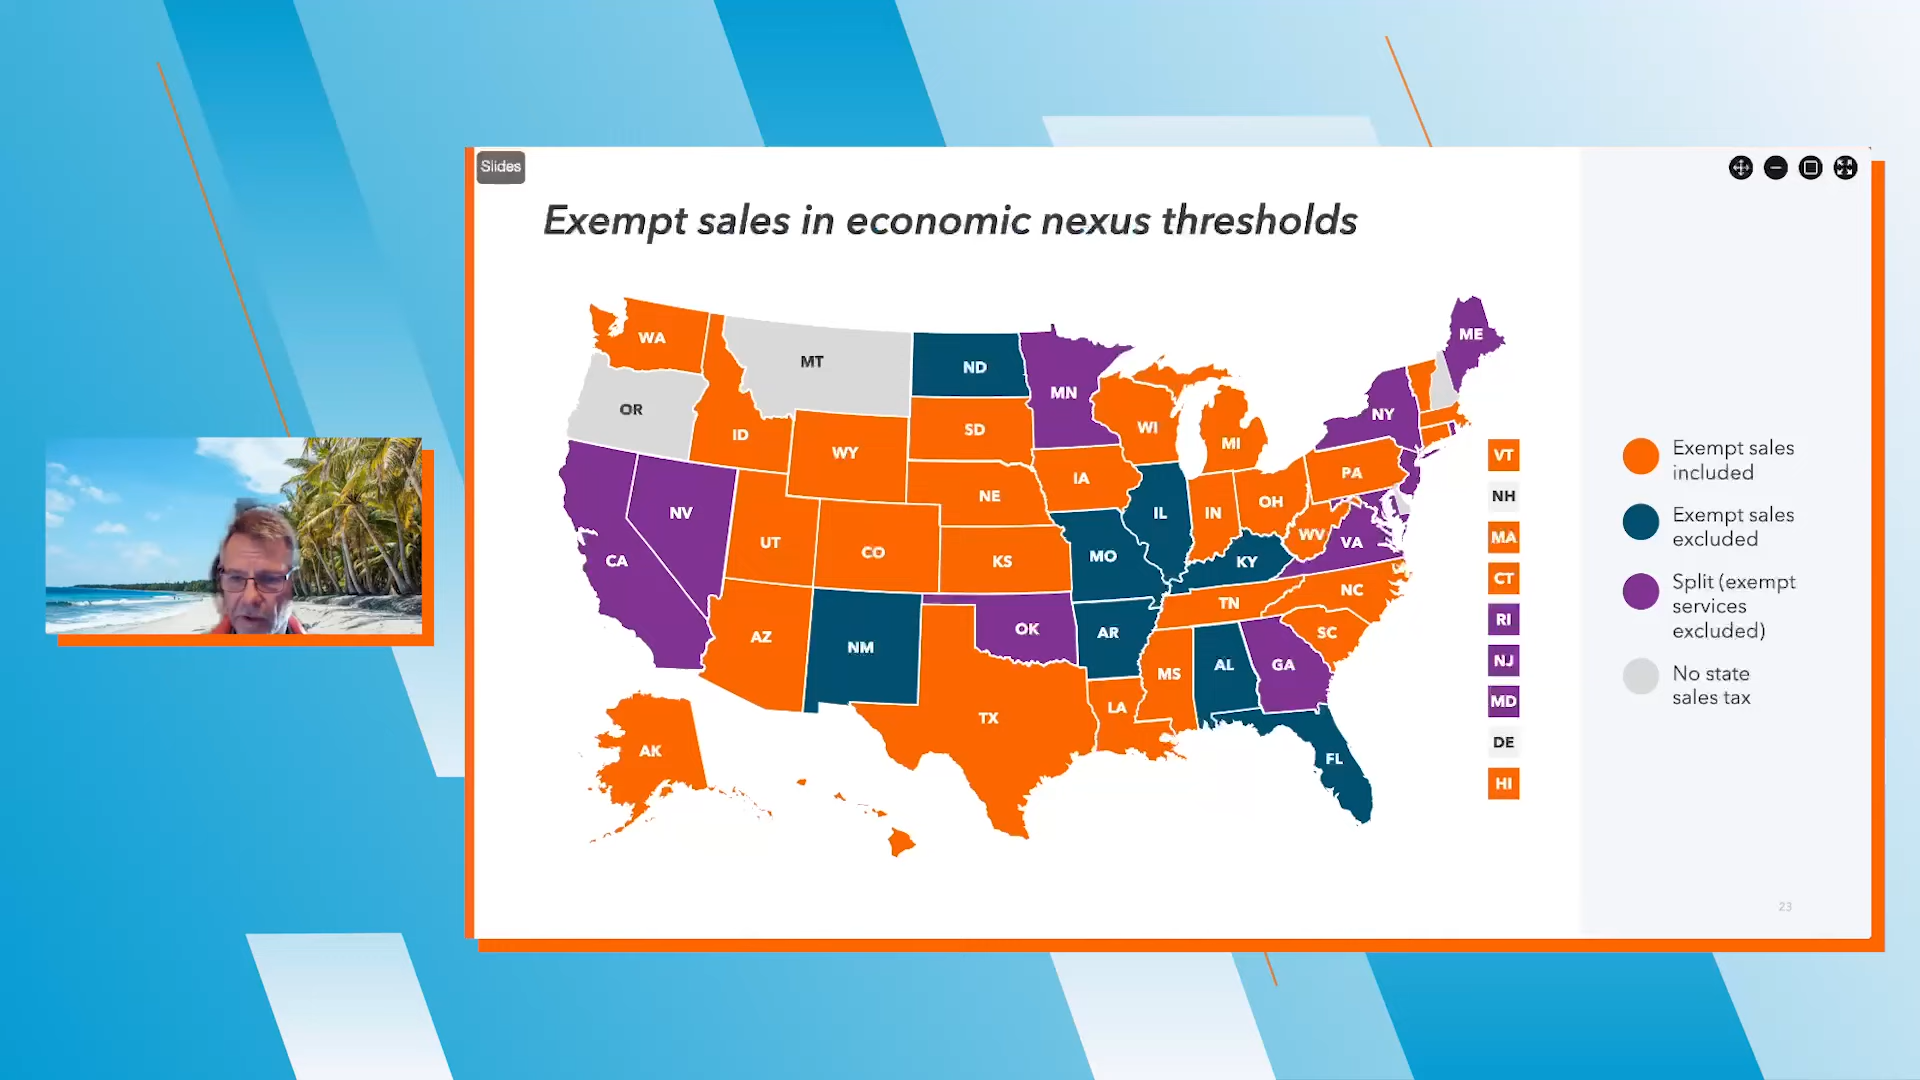 Slides
Exempt sales in economic nexus thresholds
WA
MT
ND
MN
ME
OR
ID
WY
SD
WI
MI
NY
NV
UT
CO
NE
IA
IL
IN
OH
PA
WV
VA
CA
KS
MO
KY
AZ
NM
OK
AR
TN
NC
SC
TX
LA
MS
AL
GA
FL
AK
VT
NH
MA
CT
RI
NJ
MD
DE
HI
Exempt sales
included
Exempt sales
excluded
Split (exempt
services
excluded)
No state
sales tax
23